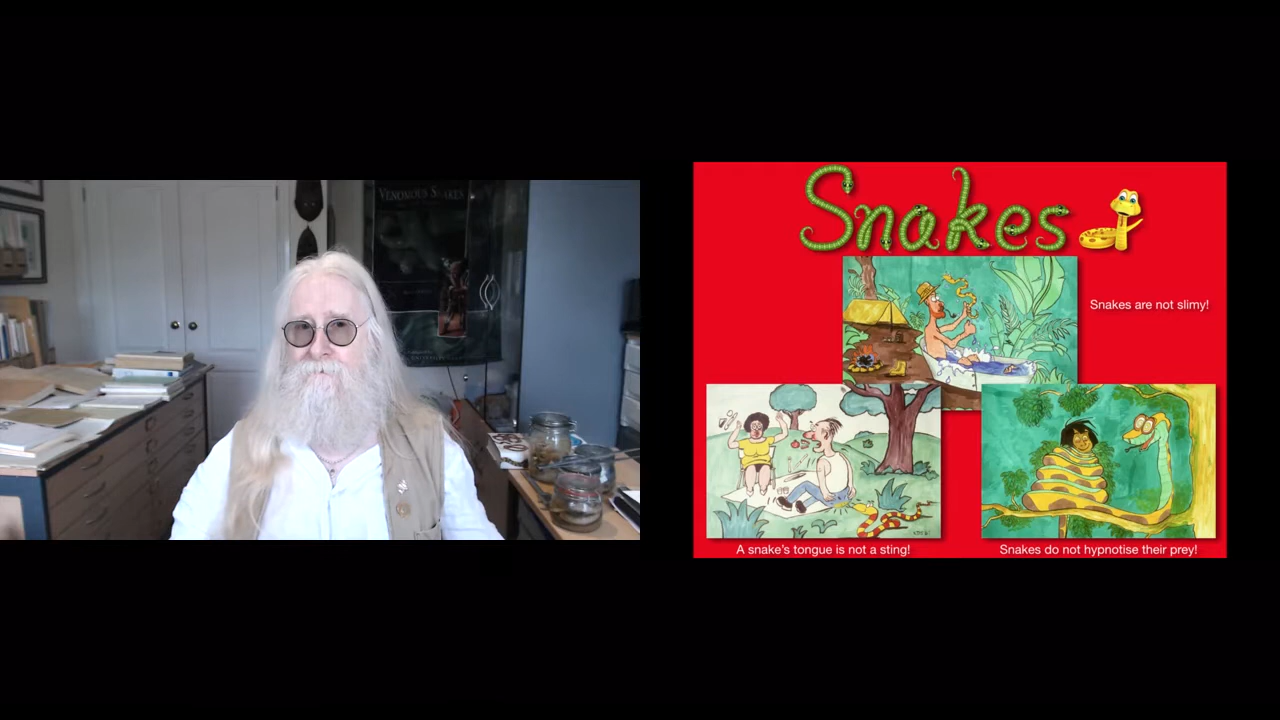 VENOMOUS SNAKES
Snakes
Snakes are not slimy!
A snake's tongue is not a sting!
Snakes do not hypnotise their prey!